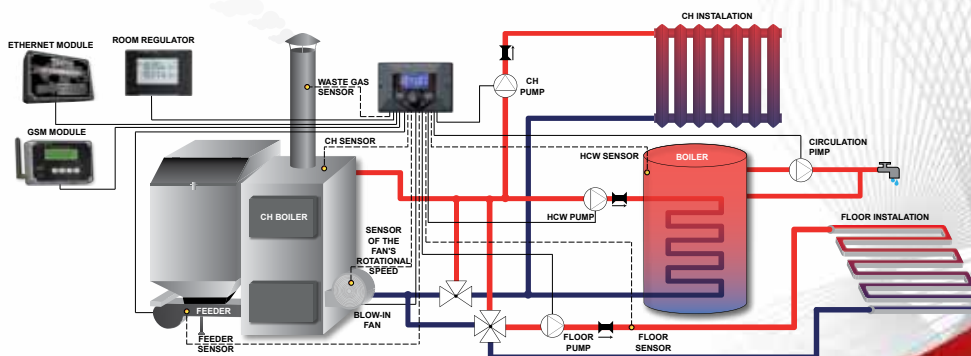 CH INSTALATION
ETHERNET MODULE
ROOM REGULATOR
WASTE GAS
SENSOR
CH
PUMP
GSM MODULE
CH SENSOR
HCW SENSOR
BOILER
CIRCULATION
PIMP
CH BOILER
HCW PUMP
FLOOR INSTALATION
SENSOR
OF THE
FAN'S
ROTATIONAL
SPEED
FEEDER
BLOW-IN
FAN
FEEDER
SENSOR
FLOOR
PUMP
FLOOR
SENSOR